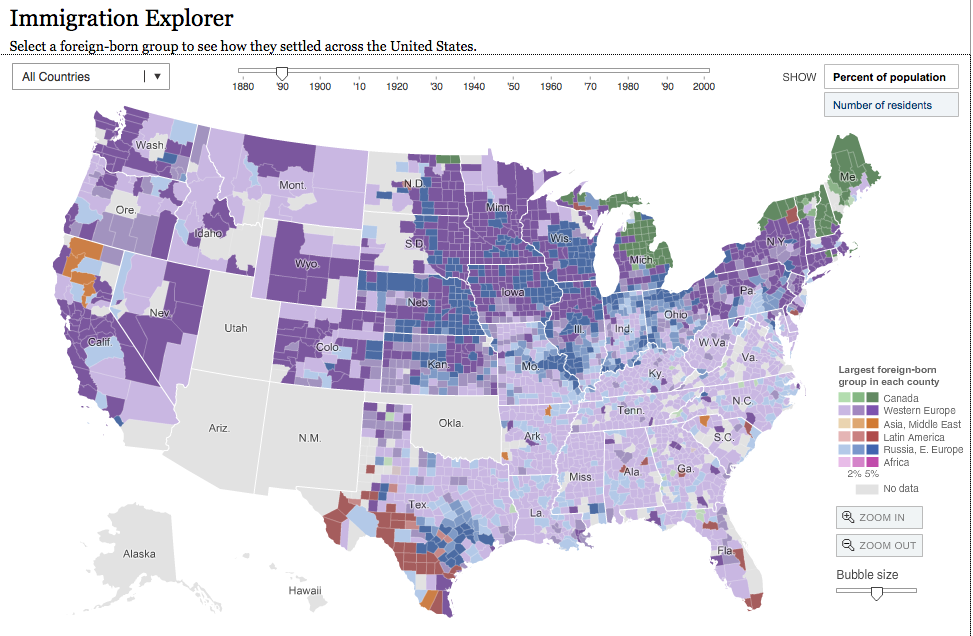 Immigration Explorer
Select a foreign-born group to see how they settled across the United States.
All Countries
1880 '90 1900 '10 1920 '30 1940 '50 1960 '70 1980 '90 2000
SHOW
Percent of population
Number of residents
Wash
Mont.
N.D.
Minn.
Me.
Ore.
Idaho
S.D.
Wis.
N.Y.
Mich.
Wyo.
Iowa
Pa.
Nev.
Neb.
Ohio
Utah
Ill.
Ind.
Calif.
Colo
W.Va.
Kan.
Mo.
Va.
Ky.
Ariz.
N.M.
Okla.
Tenn.
N.C.
Ark.
S.C.
Miss
Ala
Ga.
Tex
La.
Fla.
Alaska
Hawaii
Largest foreign-born
group in each county
Canada
Western Europe
Asia, Middle East
Latin America
Russia, E. Europe
Africa
2% 5%
No data
ZOOM IN
ZOOM OUT
Bubble size